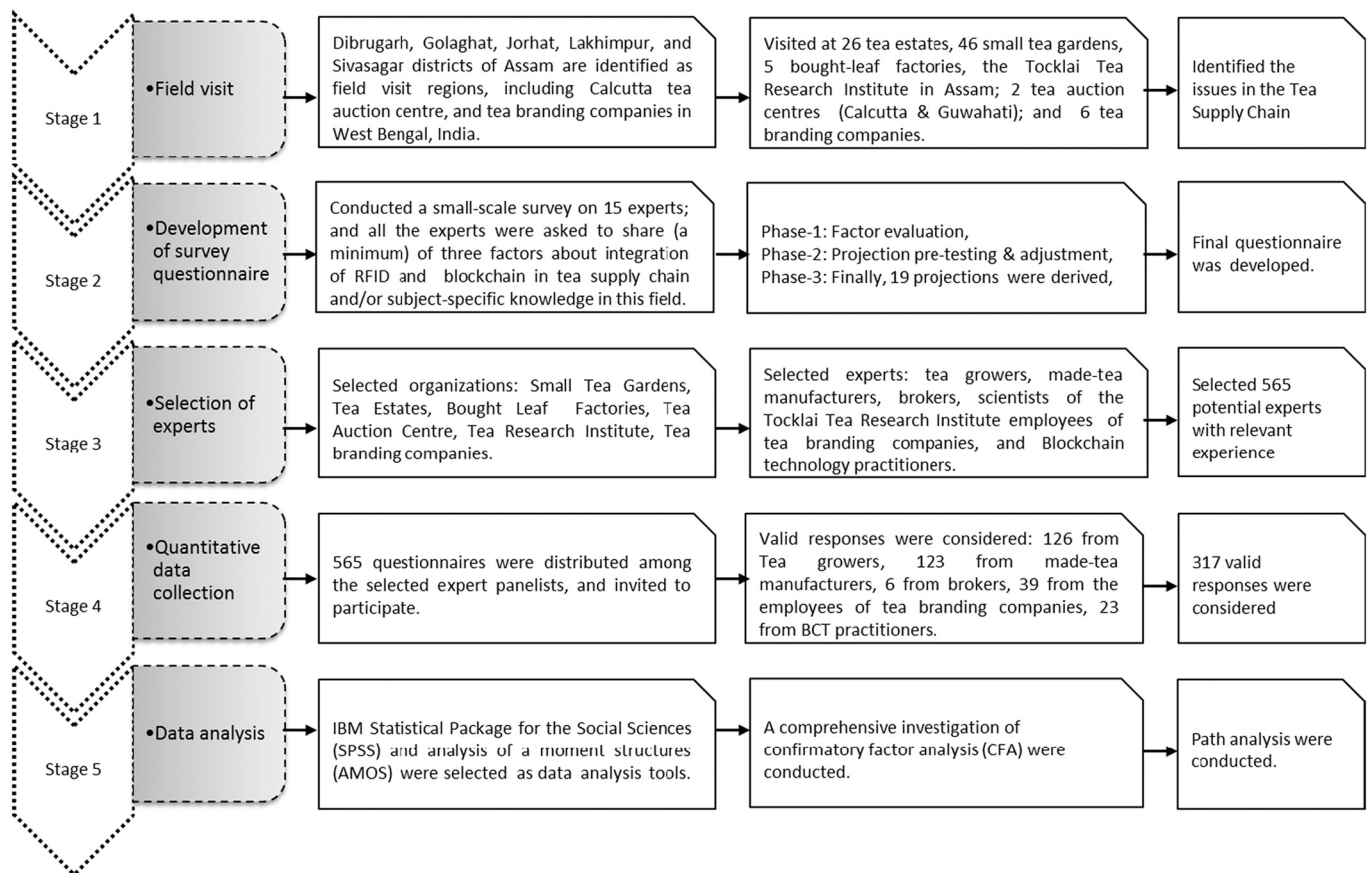 Stage 1
•Field visit
Dibrugarh, Golaghat, Jorhat, Lakhimpur, and
Sivasagar districts of Assam are identified as
field visit regions, including Calcutta tea
auction centre, and tea branding companies in
West Bengal, India.
Visited at 26 tea estates, 46 small tea gardens,
5 bought-leaf factories, the Tocklai Tea
Research Institute in Assam; 2 tea auction
centres (Calcutta & Guwahati); and 6 tea
branding companies.
Identified the
issues in the Tea
Supply Chain
Stage 2
•Development
of survey
questionnaire
Conducted a small-scale survey on 15 experts;
and all the experts were asked to share (a
minimum) of three factors about integration
of RFID and blockchain in tea supply chain
and/or subject-specific knowledge in this field.
Phase-1: Factor evaluation,
Phase-2: Projection pre-testing & adjustment,
Phase-3: Finally, 19 projections were derived,
Final questionnaire
was developed.
Stage 3
•Selection of
experts
Selected organizations: Small Tea Gardens,
Tea Estates, Bought Leaf Factories, Tea
Auction Centre, Tea Research Institute, Tea
branding companies.
Selected experts: tea growers, made-tea
manufacturers, brokers, scientists of the
Tocklai Tea Research Institute employees of
tea branding companies, and Blockchain
technology practitioners.
Selected 565
potential experts
with relevant
experience
Stage 4
•Quantitative
data
collection
565 questionnaires were distributed among
the selected expert panelists, and invited to
participate.
Valid responses were considered: 126 from
Tea growers, 123 from made-tea
manufacturers, 6 from brokers, 39 from the
employees of tea branding companies, 23
from BCT practitioners.
317 valid
responses were
considered
Stage 5
•Data analysis
IBM Statistical Package for the Social Sciences
(SPSS) and analysis of a moment structures
(AMOS) were selected as data analysis tools.
A comprehensive investigation of
confirmatory factor analysis (CFA) were
conducted.
Path analysis were
conducted.